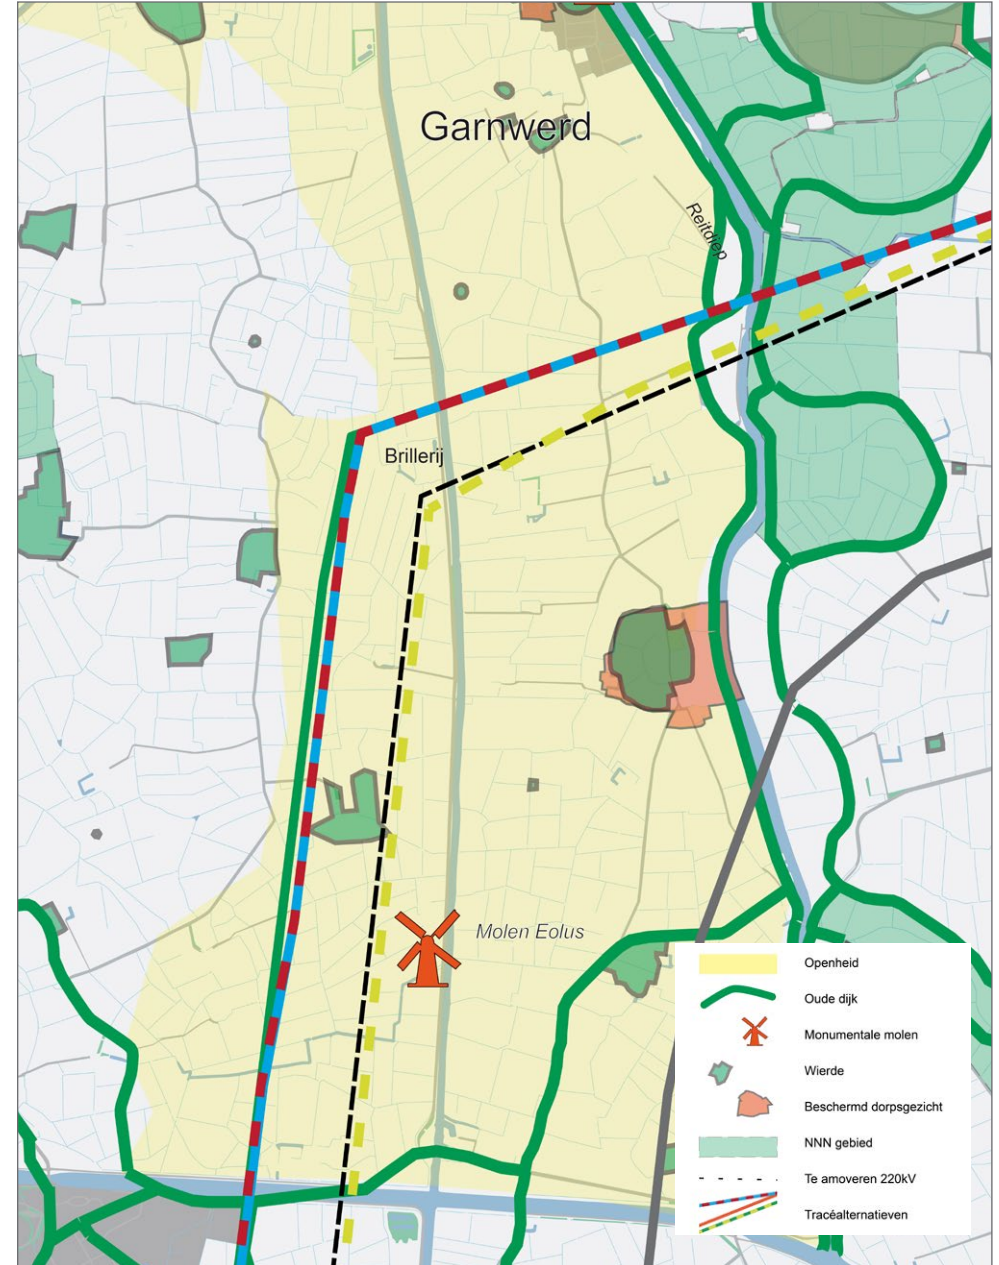 Garnwerd
Reitdiep
Brillerij
Molen Eolus
Openheid
Oude dijk
Monumentale molen
Wierde
Beschermd dorpsgezicht
NNN gebied
Te amoveren 220kV
Tracéalternatieven